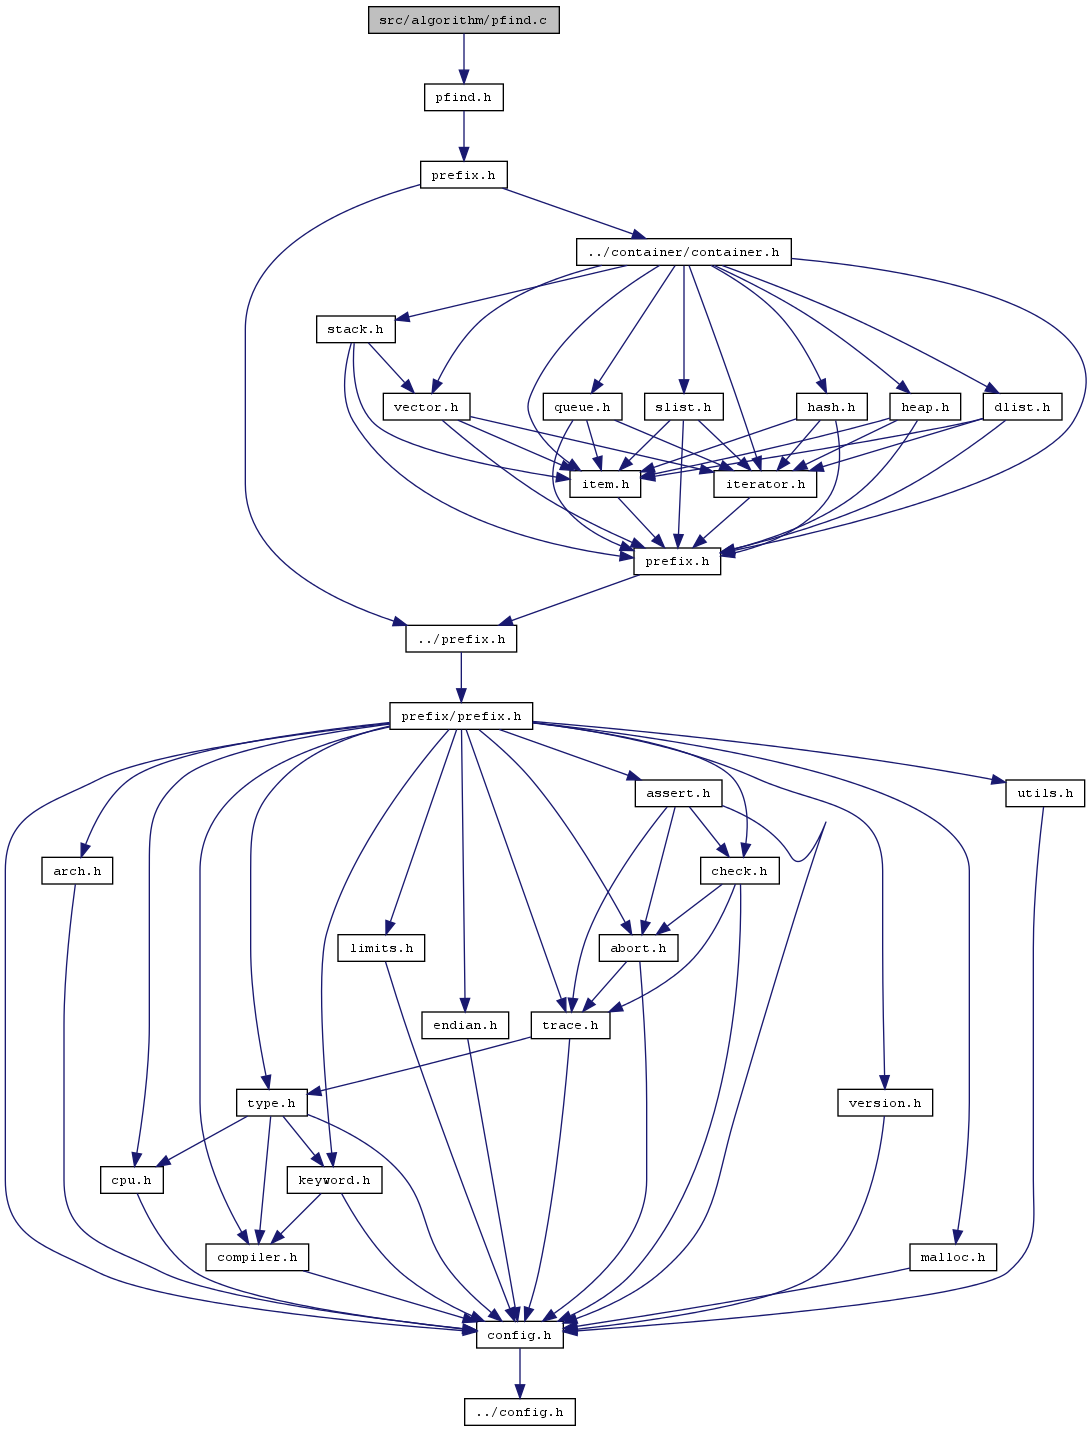 src/algorithm/pfind.c
pfind.h
prefix.h
../container/container.h
stack.h
vector.h
queue.h
slist.h
hash.h
heap.h
dlist.h
item.h
iterator.h
prefix.h
../prefix.h
prefix/prefix.h
assert.h
utils.h
arch.h
check.h
limits.h
abort.h
endian.h
trace.h
type.h
version.h
cpu.h
keyword.h
compiler.h
malloc.h
config.h
../config.h